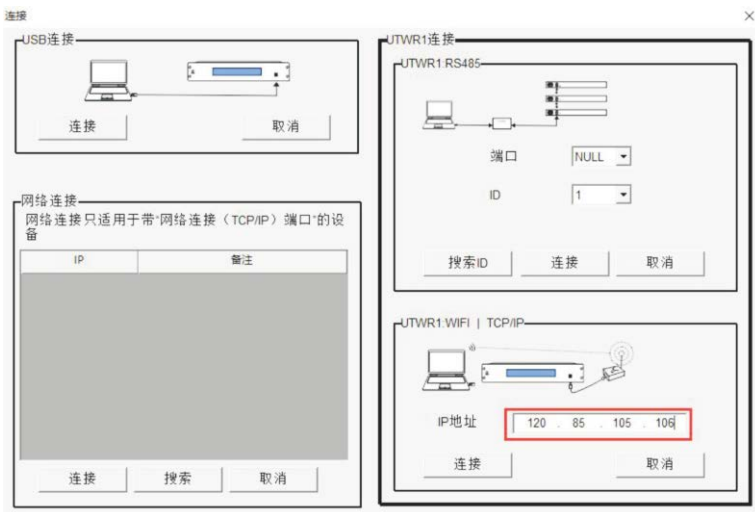 连接
USB连接
连接 取消
网络连接
网络连接只适用于带“网络连接（TCP/IP）端口”的设
备
IP 备注
连接 搜索 取消
UTWR1连接
UTWR1:RS485
端口 NULL
ID 1
搜索ID 连接 取消
UTWR1:WIFI | TCP/IP
IP地址 120 . 85 . 105 . 106
连接 取消